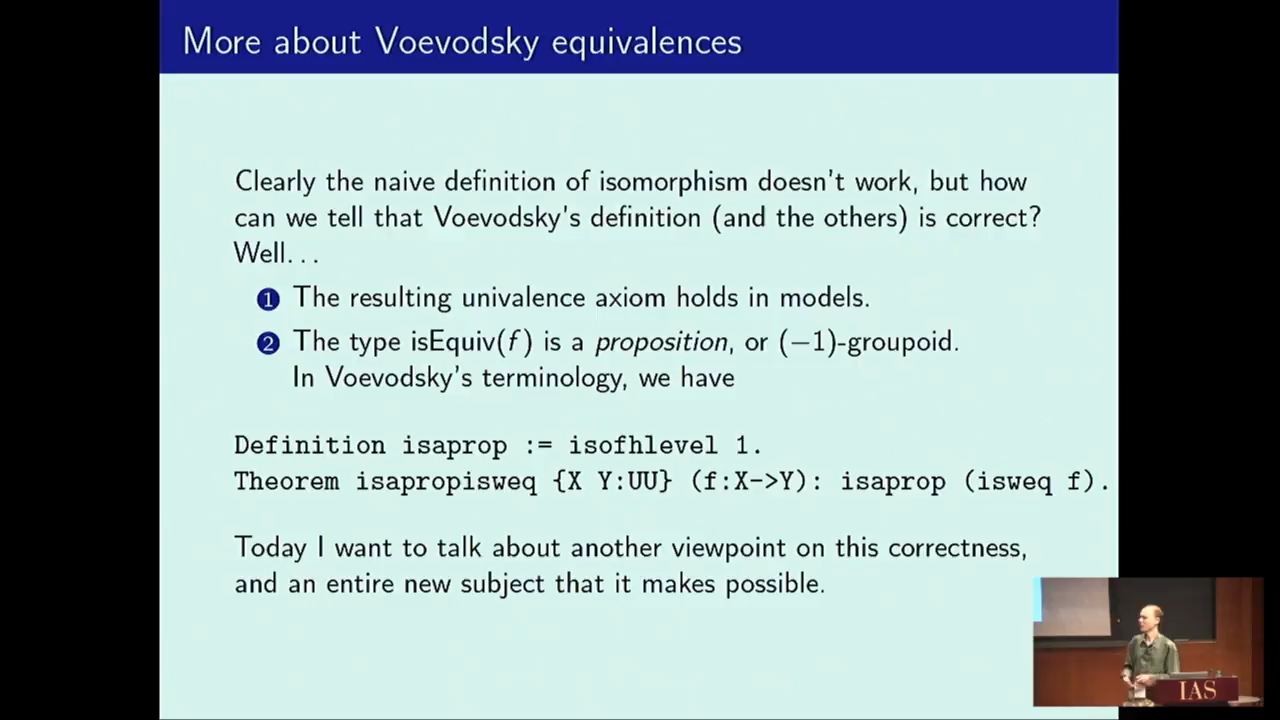 More about Voevodsky equivalences
Clearly the naive definition of isomorphism doesn't work, but how
can we tell that Voevodsky's definition (and the others) is correct?
Well...
1 The resulting univalence axiom holds in models.
2 The type isEquiv(f) is a proposition, or (−1)-groupoid.
In Voevodsky's terminology, we have
Definition isaprop := isofhlevel 1.
Theorem isapropisweq {X Y:UU} (f:X->Y): isaprop (isweq f).
Today I want to talk about another viewpoint on this correctness,
and an entire new subject that it makes possible.
IAS